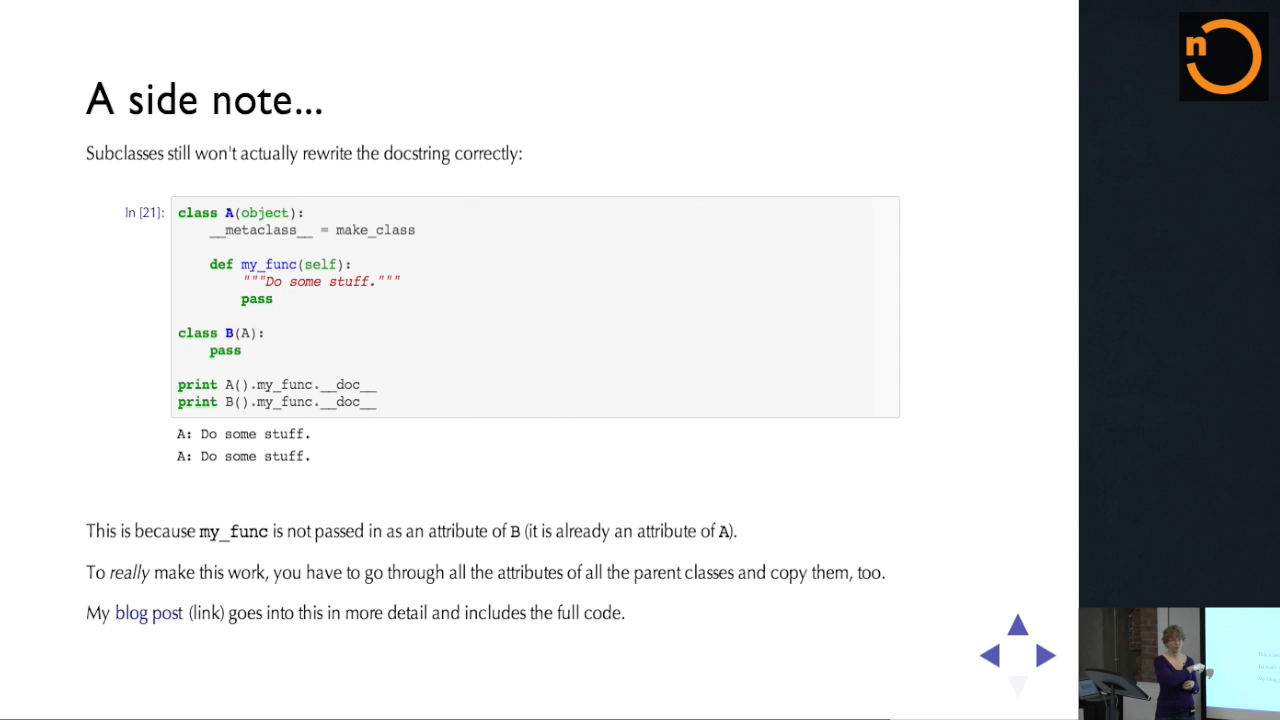 A side note...
Subclasses still won't actually rewrite the docstring correctly:
In [21]:
class A(object):
    __metaclass__ = make_class
    def my_func(self):
        """Do some stuff."""
        pass
class B(A):
    pass
print A().my_func.__doc__
print B().my_func.__doc__
A: Do some stuff.
A: Do some stuff.
This is because my_func is not passed in as an attribute of B (it is already an attribute of A).
To really make this work, you have to go through all the attributes of all the parent classes and copy them, too.
My blog post (link) goes into this in more detail and includes the full code.
n